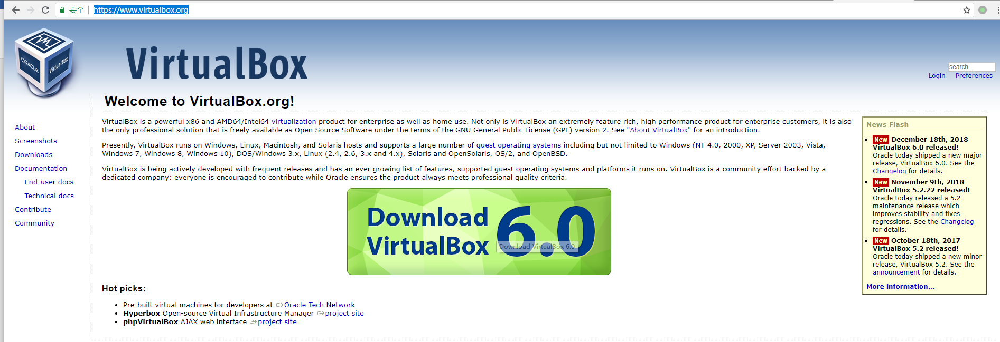 安全 https://www.virtualbox.org
ORACLE
VirtualBox
VirtualBox
search...
Login Preferences
Welcome to VirtualBox.org!
About
Screenshots
Downloads
Documentation
End-user docs
Technical docs
Contribute
Community
VirtualBox is a powerful x86 and AMD64/Intel64 virtualization product for enterprise as well as home use. Not only is VirtualBox an extremely feature rich, high performance product for enterprise customers, it is also
the only professional solution that is freely available as Open Source Software under the terms of the GNU General Public License (GPL) version 2. See "About VirtualBox" for an introduction.
Presently, VirtualBox runs on Windows, Linux, Macintosh, and Solaris hosts and supports a large number of guest operating systems including but not limited to Windows (NT 4.0, 2000, XP, Server 2003, Vista,
Windows 7, Windows 8, Windows 10), DOS/Windows 3.x, Linux (2.4, 2.6, 3.x and 4.x), Solaris and OpenSolaris, OS/2, and OpenBSD.
VirtualBox is being actively developed with frequent releases and has an ever growing list of features, supported guest operating systems and platforms it runs on. VirtualBox is a community effort backed by a
dedicated company: everyone is encouraged to contribute while Oracle ensures the product always meets professional quality criteria.
Download
VirtualBox 6.0
Download VirtualBox 6.0
Hot picks:
Pre-built virtual machines for developers at Oracle Tech Network
Hyperbox Open-source Virtual Infrastructure Manager project site
phpVirtualBox AJAX web interface project site
News Flash
New December 18th, 2018
VirtualBox 6.0 released!
Oracle today shipped a new major
release, VirtualBox 6.0. See the
Changelog for details.
New November 9th, 2018
VirtualBox 5.2.22 released!
Oracle today released a 5.2
maintenance release which
improves stability and fixes
regressions. See the Changelog
for details.
New October 18th, 2017
VirtualBox 5.2 released!
Oracle today shipped a new minor
release, VirtualBox 5.2. See the
announcement for details.
More information...